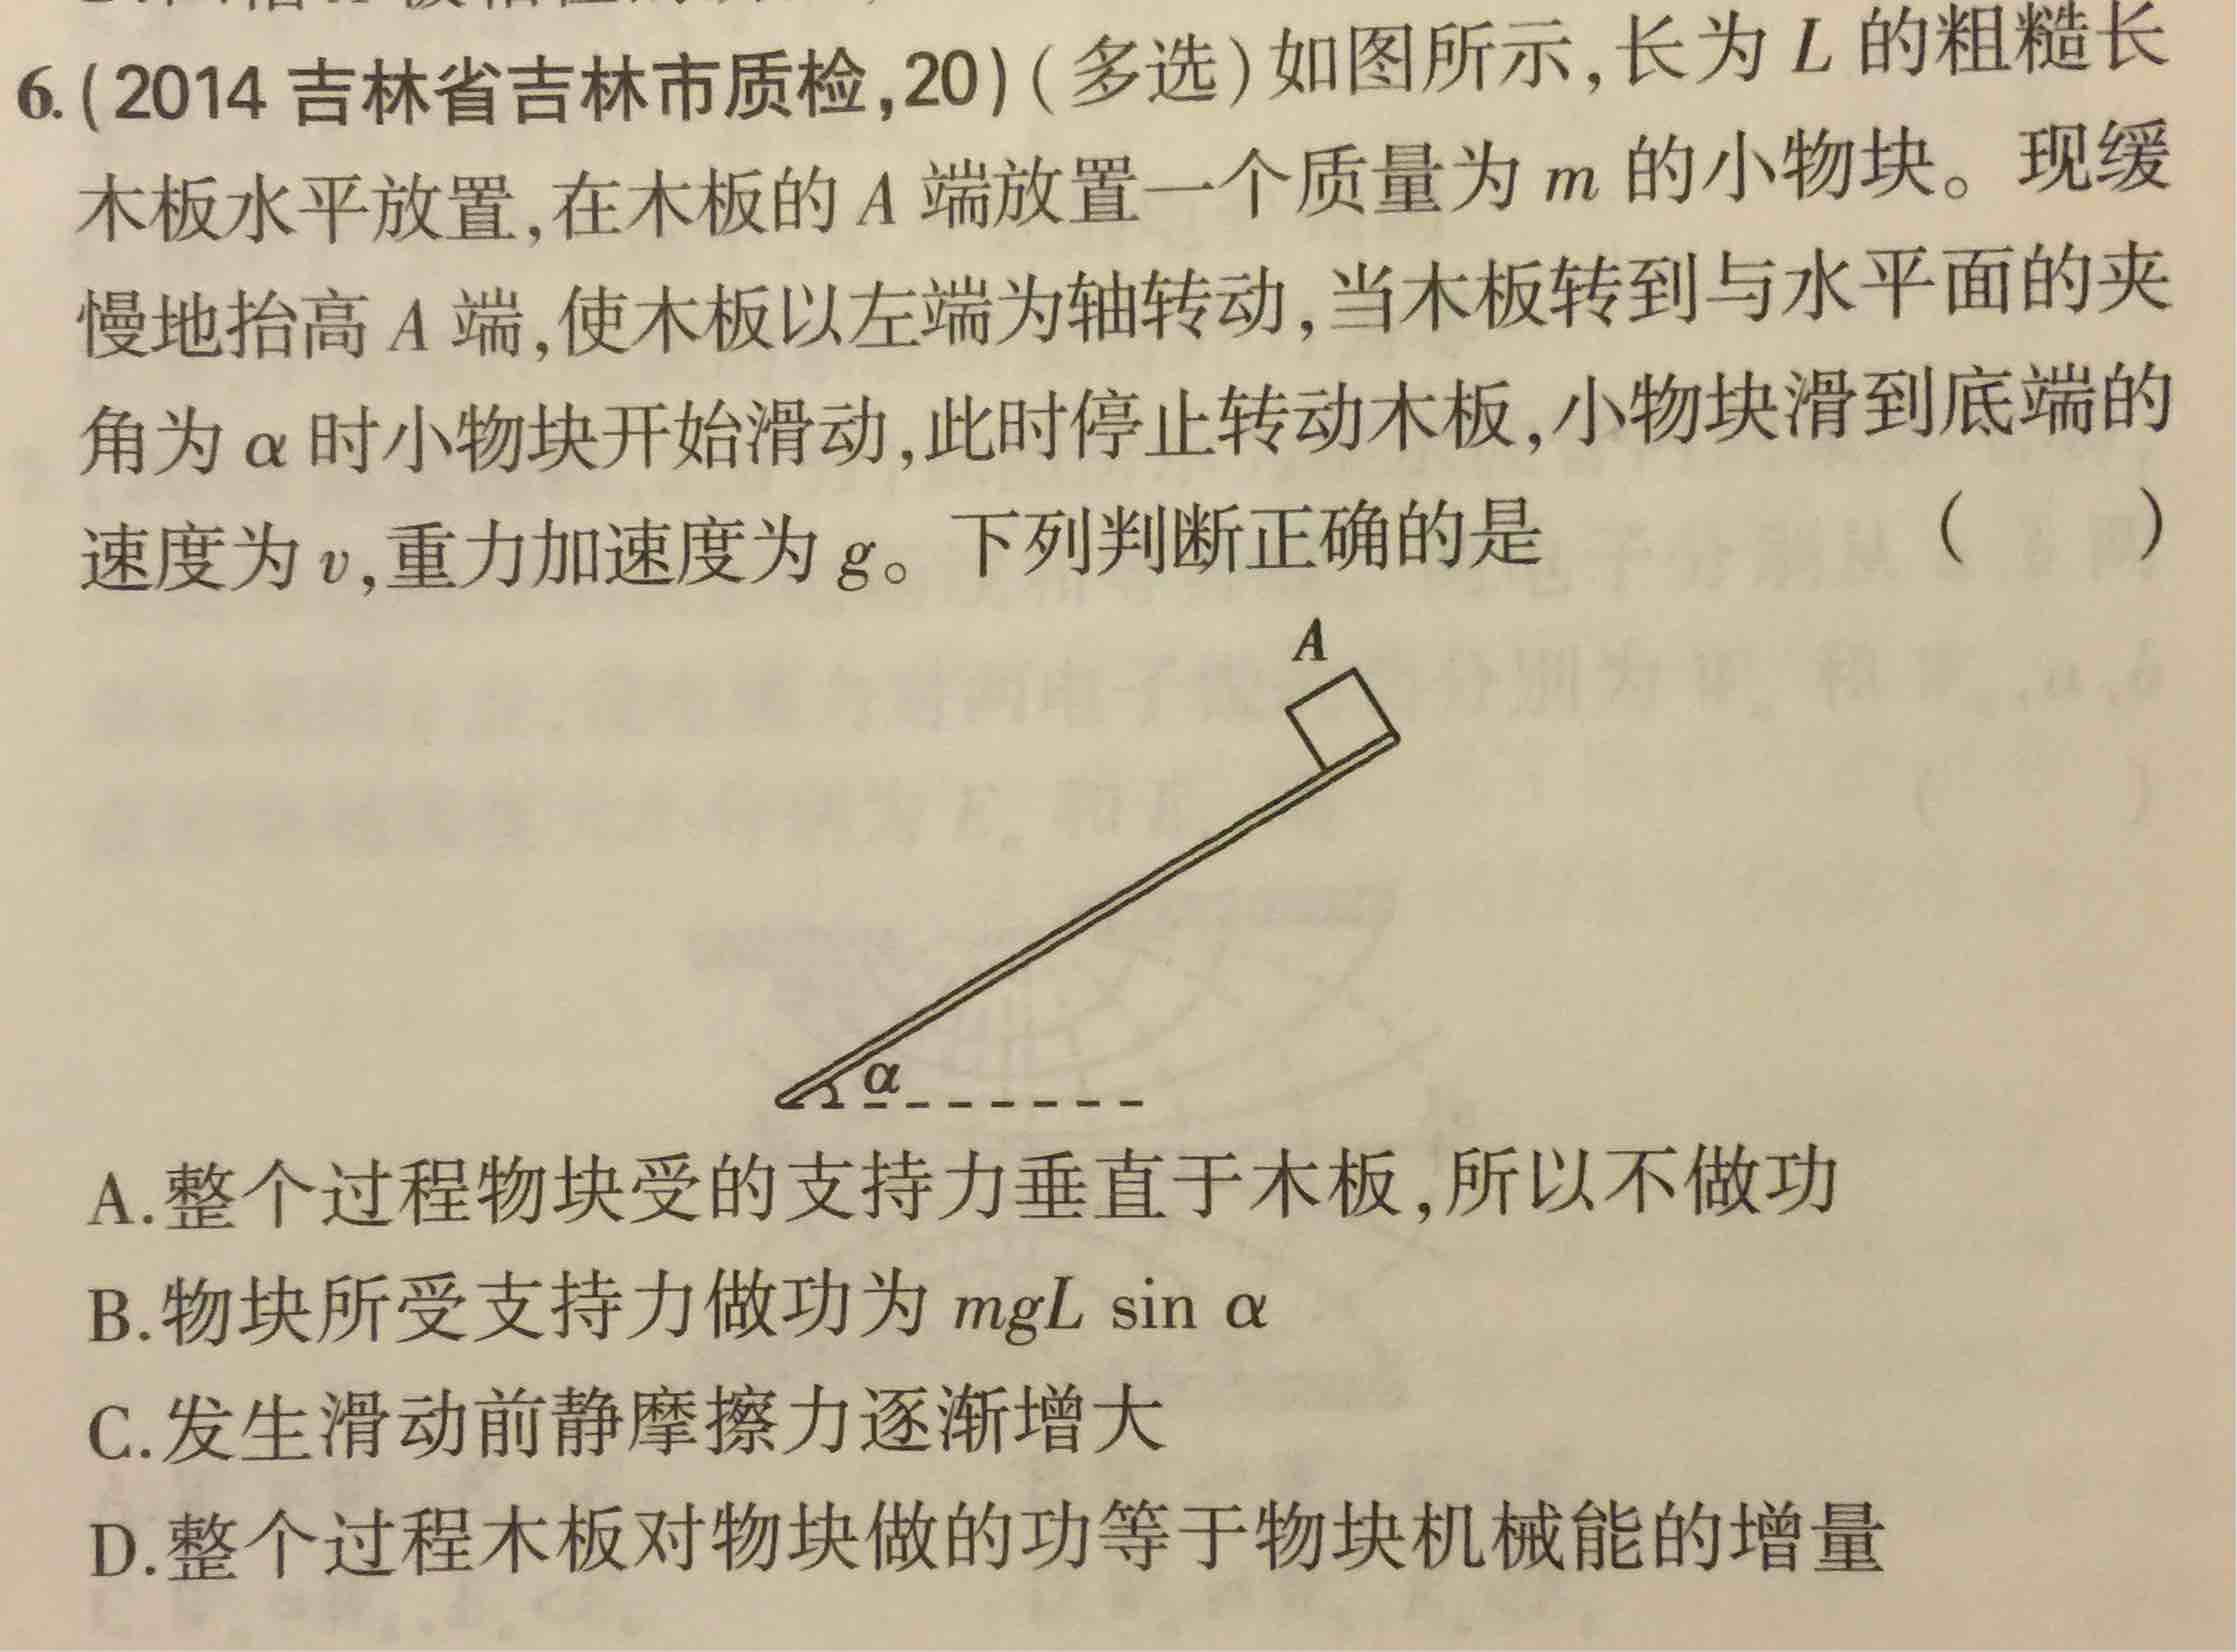 6.(2014 吉林省吉林市质检,20)(多选)如图所示,长为 L 的粗糙长
木板水平放置,在木板的 A 端放置一个质量为 m 的小物块。现缓
慢地抬高 A 端,使木板以左端为轴转动,当木板转到与水平面的夹
角为 α 时小物块开始滑动,此时停止转动木板,小物块滑到底端的
速度为 v,重力加速度为 g。下列判断正确的是 ( )
A
α
A.整个过程物块受的支持力垂直于木板,所以不做功
B.物块所受支持力做功为 mgL sin α
C.发生滑动前静摩擦力逐渐增大
D.整个过程木板对物块做的功等于物块机械能的增量